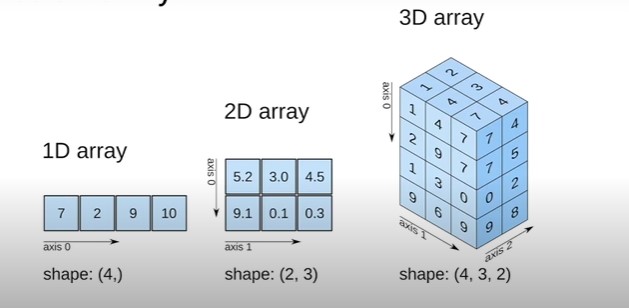 3D array
2D array
1D array
axis 0
5.2 3.0 4.5
9.1 0.1 0.3
axis 0
axis 1
7 2 9 10
axis 0
1 2
4 3
7 4
1 4 7
2 9 7
1 3 0
9 6 9
7 4
7 5
0 2
9 8
axis 1
axis 2
shape: (4,)
shape: (2, 3)
shape: (4, 3, 2)